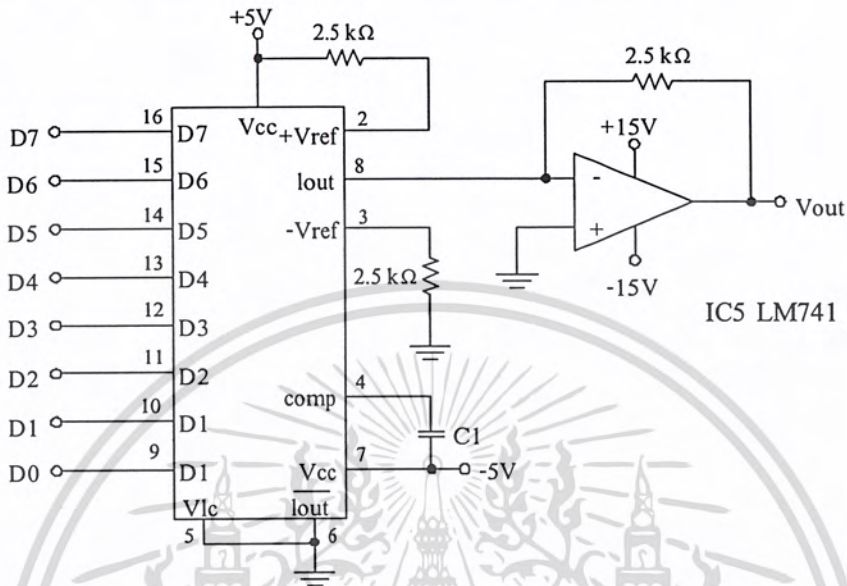 +5V
2.5 kΩ
2.5 kΩ
D7 16 D7 Vcc +Vref 2
+15V
D6 15 D6 Iout 8
-
Vout
D5 14 D5 -Vref 3
+
D4 13 D4 2.5 kΩ
-15V
D3 12 D3
IC5 LM741
D2 11 D2 4
comp
D1 10 D1 C1
D0 9 D1 Vcc 7 -5V
Vlc Iout
5 6